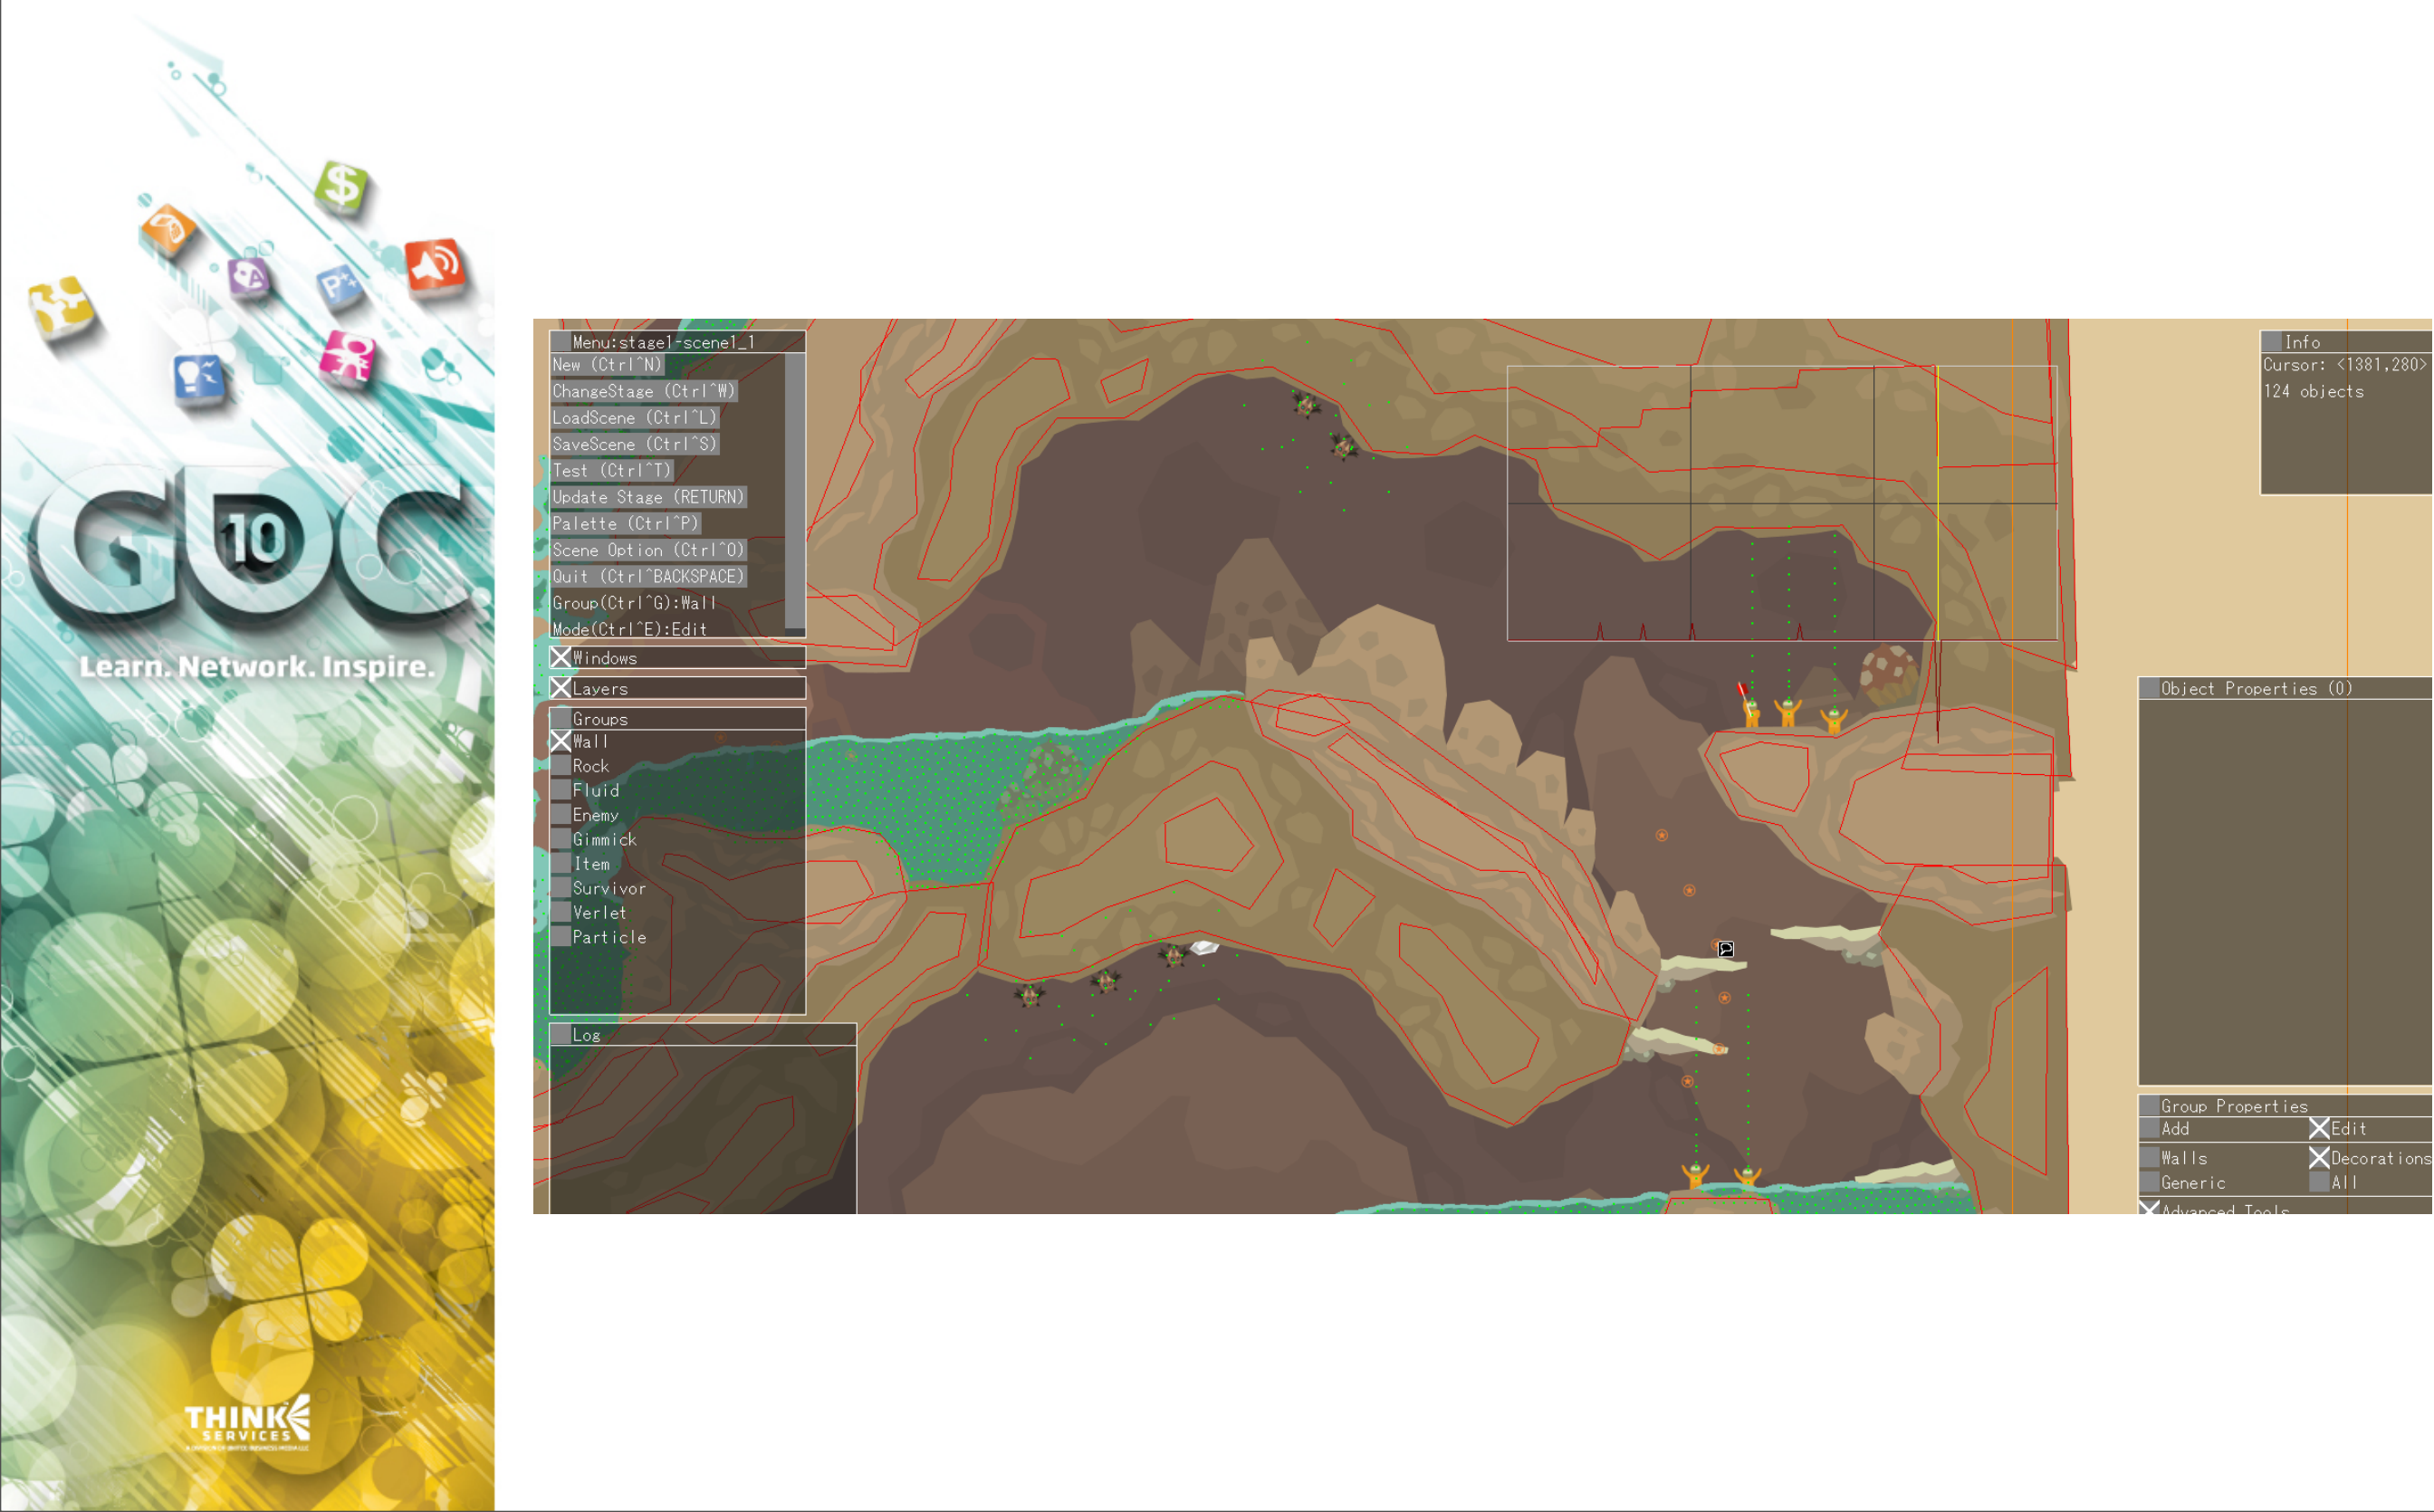 GDC
10
Learn. Network. Inspire.
THINK
SERVICES
Menu:stage1-scene1_1
New (Ctrl^N)
ChangeStage (Ctrl^W)
LoadScene (Ctrl^L)
SaveScene (Ctrl^S)
Test (Ctrl^T)
Update Stage (RETURN)
Palette (Ctrl^P)
Scene Option (Ctrl^O)
Quit (Ctrl^BACKSPACE)
Group(Ctrl^G):Wall
Mode(Ctrl^E):Edit
Windows
Layers
Groups
Wall
Rock
Fluid
Enemy
Gimmick
Item
Survivor
Verlet
Particle
Log
Info
Cursor: <1381,280>
124 objects
Object Properties (0)
Group Properties
Add Edit
Walls Decorations
Generic All
Advanced Tools